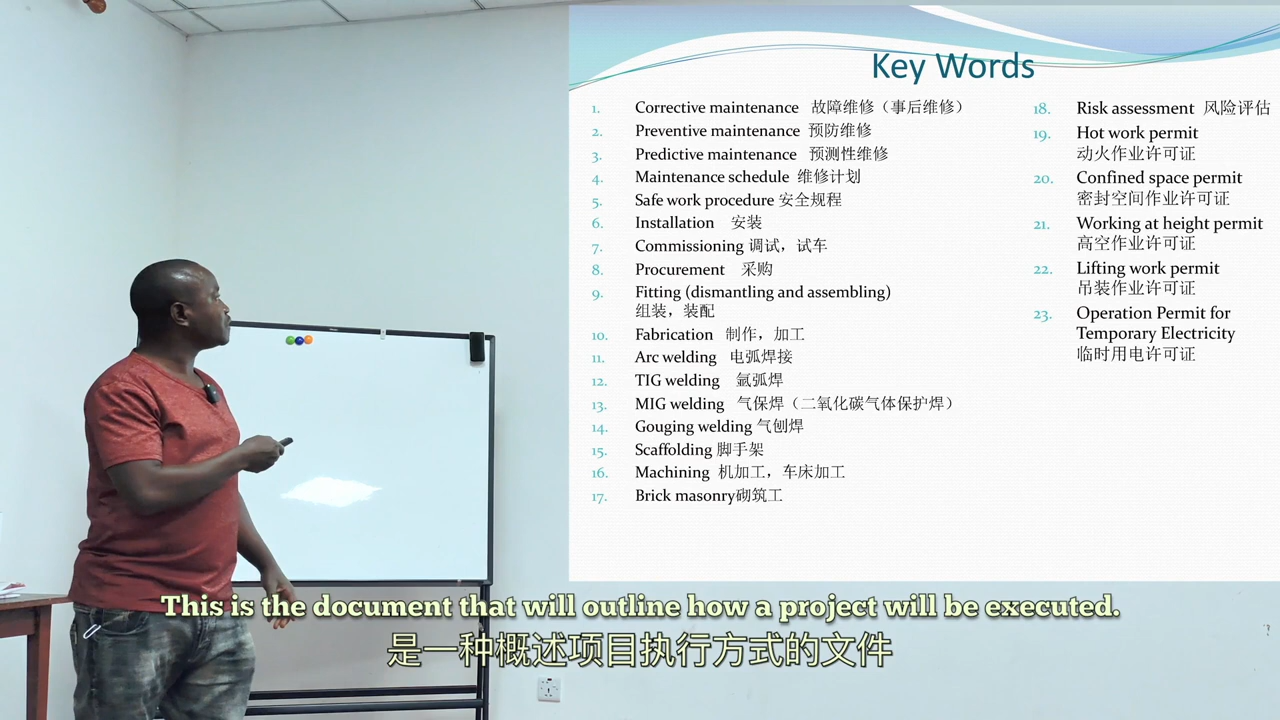 Key Words
1. Corrective maintenance 故障维修（事后维修）
2. Preventive maintenance 预防维修
3. Predictive maintenance 预测性维修
4. Maintenance schedule 维修计划
5. Safe work procedure 安全规程
6. Installation 安装
7. Commissioning 调试，试车
8. Procurement 采购
9. Fitting (dismantling and assembling)
组装，装配
10. Fabrication 制作，加工
11. Arc welding 电弧焊接
12. TIG welding 氩弧焊
13. MIG welding 气保焊（二氧化碳气体保护焊）
14. Gouging welding 气刨焊
15. Scaffolding 脚手架
16. Machining 机加工，车床加工
17. Brick masonry砌筑工
18. Risk assessment 风险评估
19. Hot work permit
动火作业许可证
20. Confined space permit
密封空间作业许可证
21. Working at height permit
高空作业许可证
22. Lifting work permit
吊装作业许可证
23. Operation Permit for
Temporary Electricity
临时用电许可证
This is the document that will outline how a project will be executed.
是一种概述项目执行方式的文件